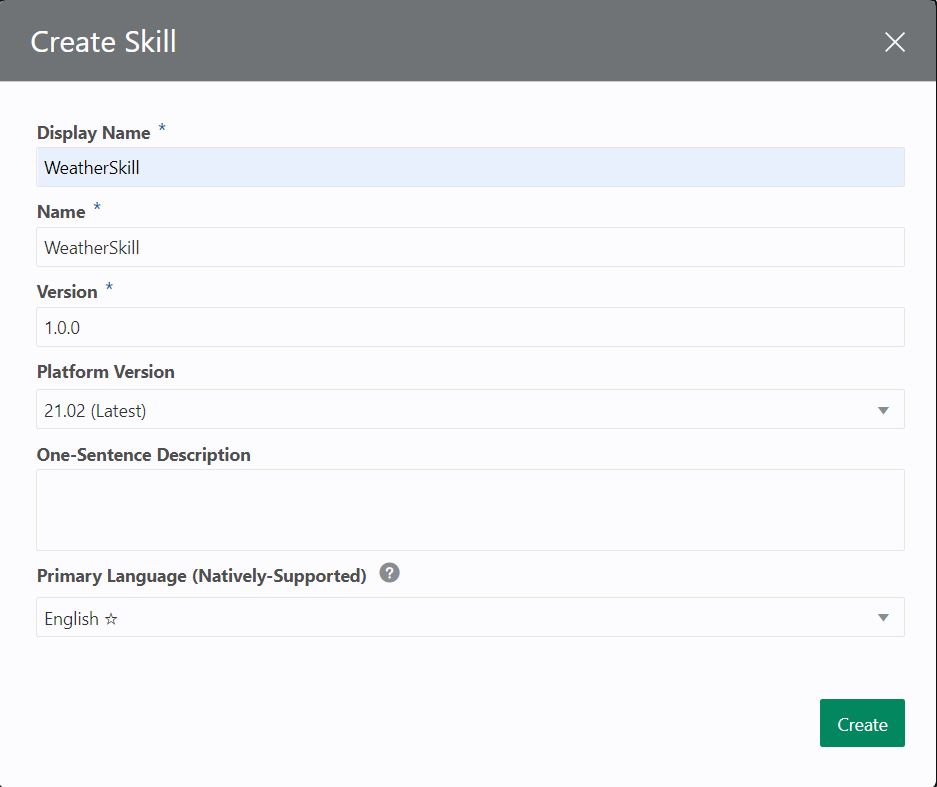 Create Skill
Display Name *
WeatherSkill
Name *
WeatherSkill
Version *
1.0.0
Platform Version
21.02 (Latest)
One-Sentence Description
Primary Language (Natively-Supported) ?
English ☆
Create